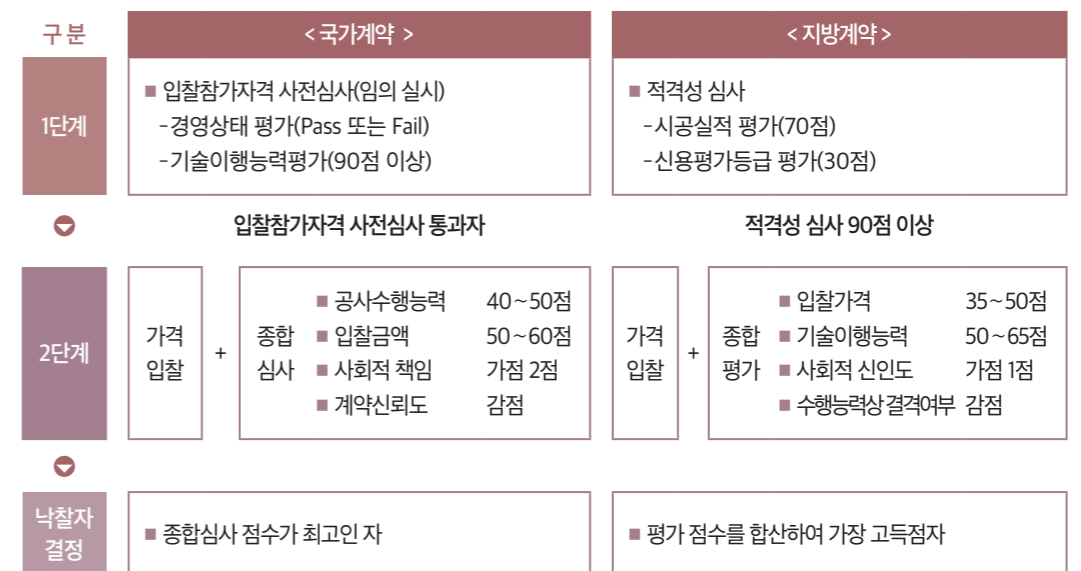 구 분
< 국가계약 >
< 지방계약 >
1단계
■ 입찰참가자격 사전심사(임의 실시)
-경영상태 평가(Pass 또는 Fail)
-기술이행능력평가(90점 이상)
■ 적격성 심사
-시공실적 평가(70점)
-신용평가등급 평가(30점)
입찰참가자격 사전심사 통과자
적격성 심사 90점 이상
2단계
가격
입찰
+
종합
심사
■ 공사수행능력 40~50점
■ 입찰금액 50~60점
■ 사회적 책임 가점 2점
■ 계약신뢰도 감점
가격
입찰
+
종합
평가
■ 입찰가격 35~50점
■ 기술이행능력 50~65점
■ 사회적 신인도 가점 1점
■ 수행능력상 결격여부 감점
낙찰자
결정
■ 종합심사 점수가 최고인 자
■ 평가 점수를 합산하여 가장 고득점자